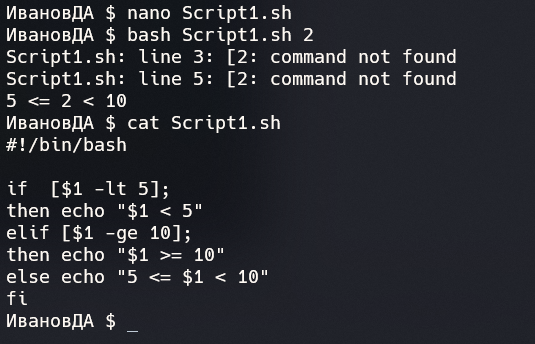 ИвановДА $ nano Script1.sh
ИвановДА $ bash Script1.sh 2
Script1.sh: line 3: [2: command not found
Script1.sh: line 5: [2: command not found
5 <= 2 < 10
ИвановДА $ cat Script1.sh
#!/bin/bash

if  [$1 -lt 5];
then echo "$1 < 5"
elif [$1 -ge 10];
then echo "$1 >= 10"
else echo "5 <= $1 < 10"
fi
ИвановДА $ _